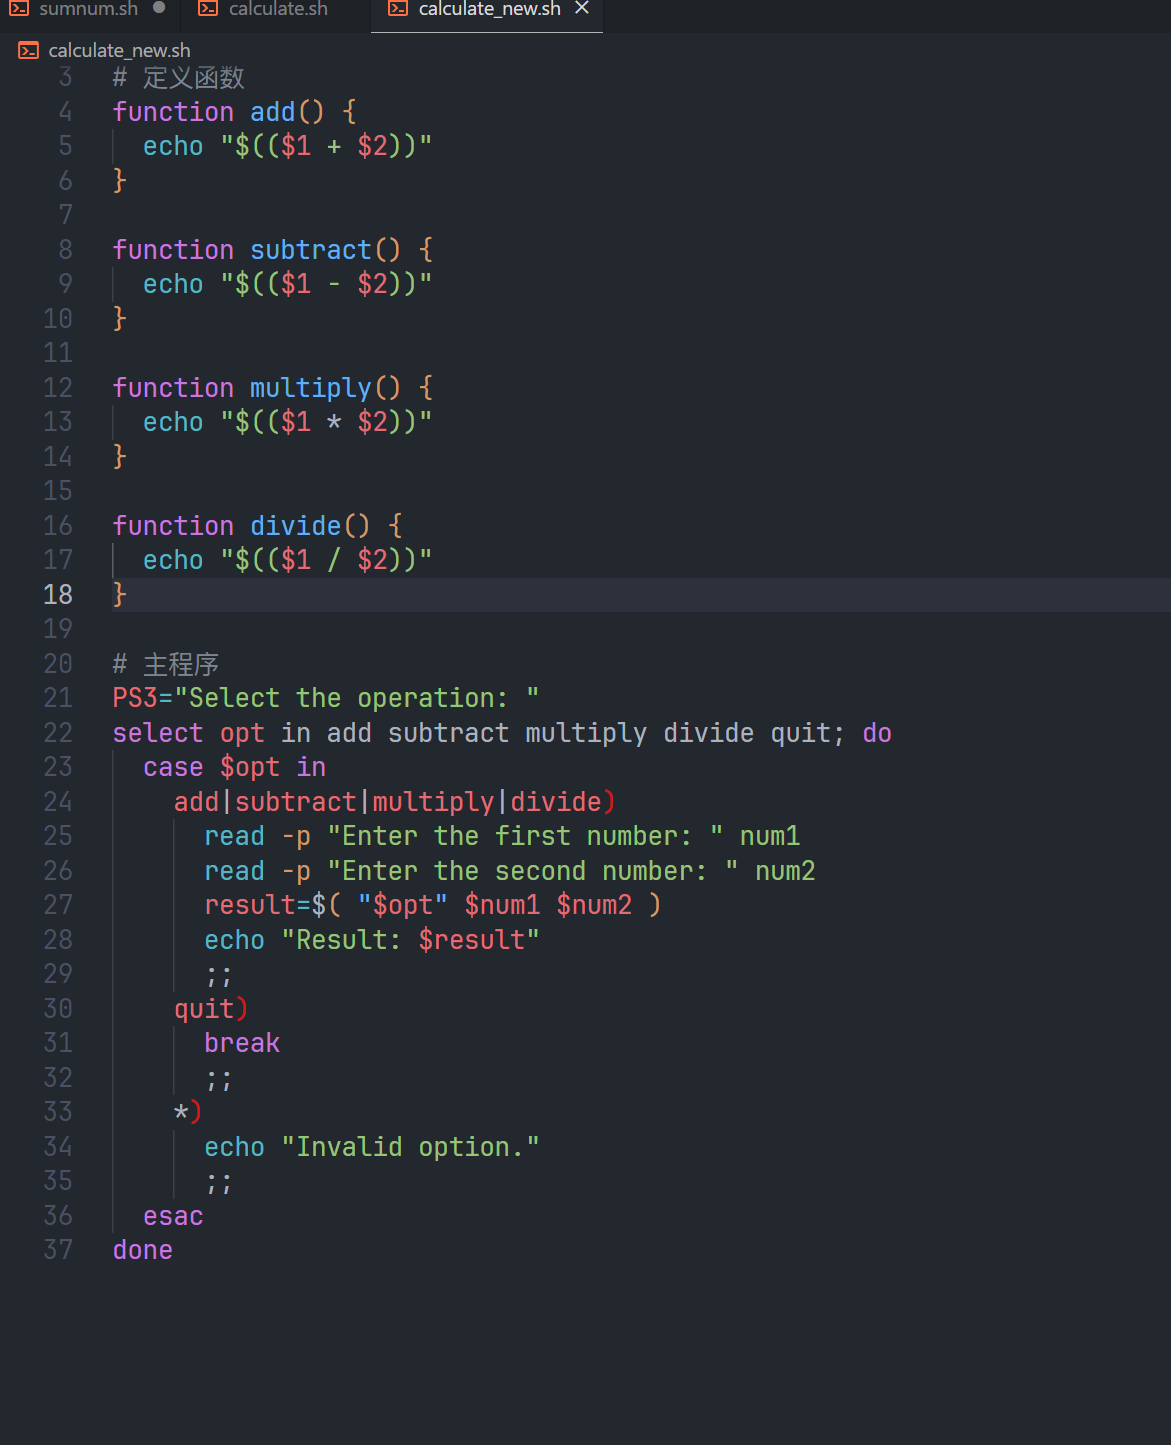 sumnum.sh calculate.sh calculate_new.sh
calculate_new.sh
3 # 定义函数
4 function add() {
5   echo "$(($1 + $2))"
6 }
7
8 function subtract() {
9   echo "$(($1 - $2))"
10 }
11
12 function multiply() {
13   echo "$(($1 * $2))"
14 }
15
16 function divide() {
17   echo "$(($1 / $2))"
18 }
19
20 # 主程序
21 PS3="Select the operation: "
22 select opt in add subtract multiply divide quit; do
23   case $opt in
24     add|subtract|multiply|divide)
25       read -p "Enter the first number: " num1
26       read -p "Enter the second number: " num2
27       result=$( "$opt" $num1 $num2 )
28       echo "Result: $result"
29       ;;
30     quit)
31       break
32       ;;
33     *)
34       echo "Invalid option."
35       ;;
36   esac
37 done